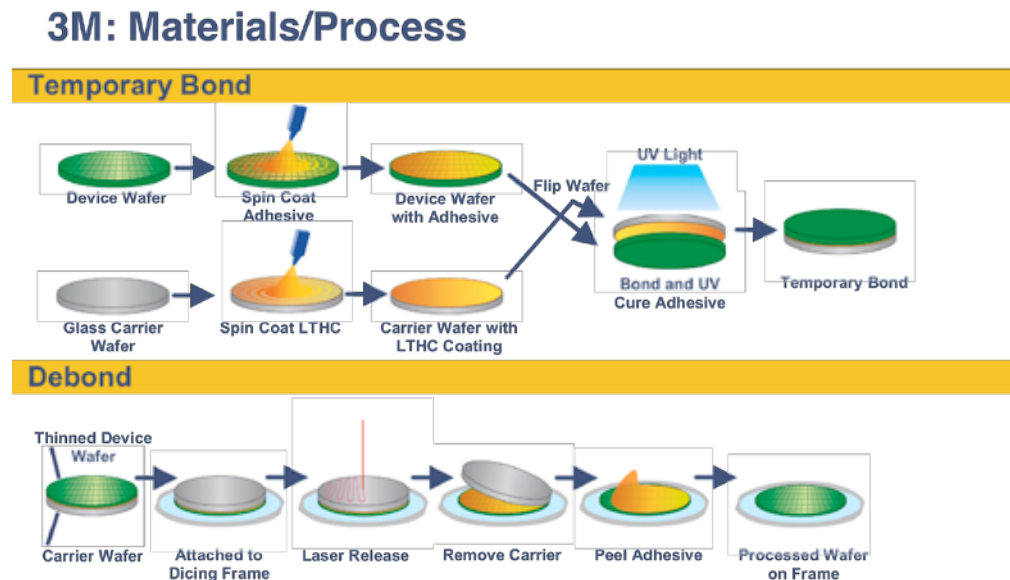 3M: Materials/Process
Temporary Bond
Device Wafer
Spin Coat
Adhesive
Device Wafer
with Adhesive
Flip Wafer
UV Light
Bond and UV
Cure Adhesive
Temporary Bond
Glass Carrier
Wafer
Spin Coat LTHC
Carrier Wafer with
LTHC Coating
Debond
Thinned Device
Wafer
Carrier Wafer
Attached to
Dicing Frame
Laser Release
Remove Carrier
Peel Adhesive
Processed Wafer
on Frame